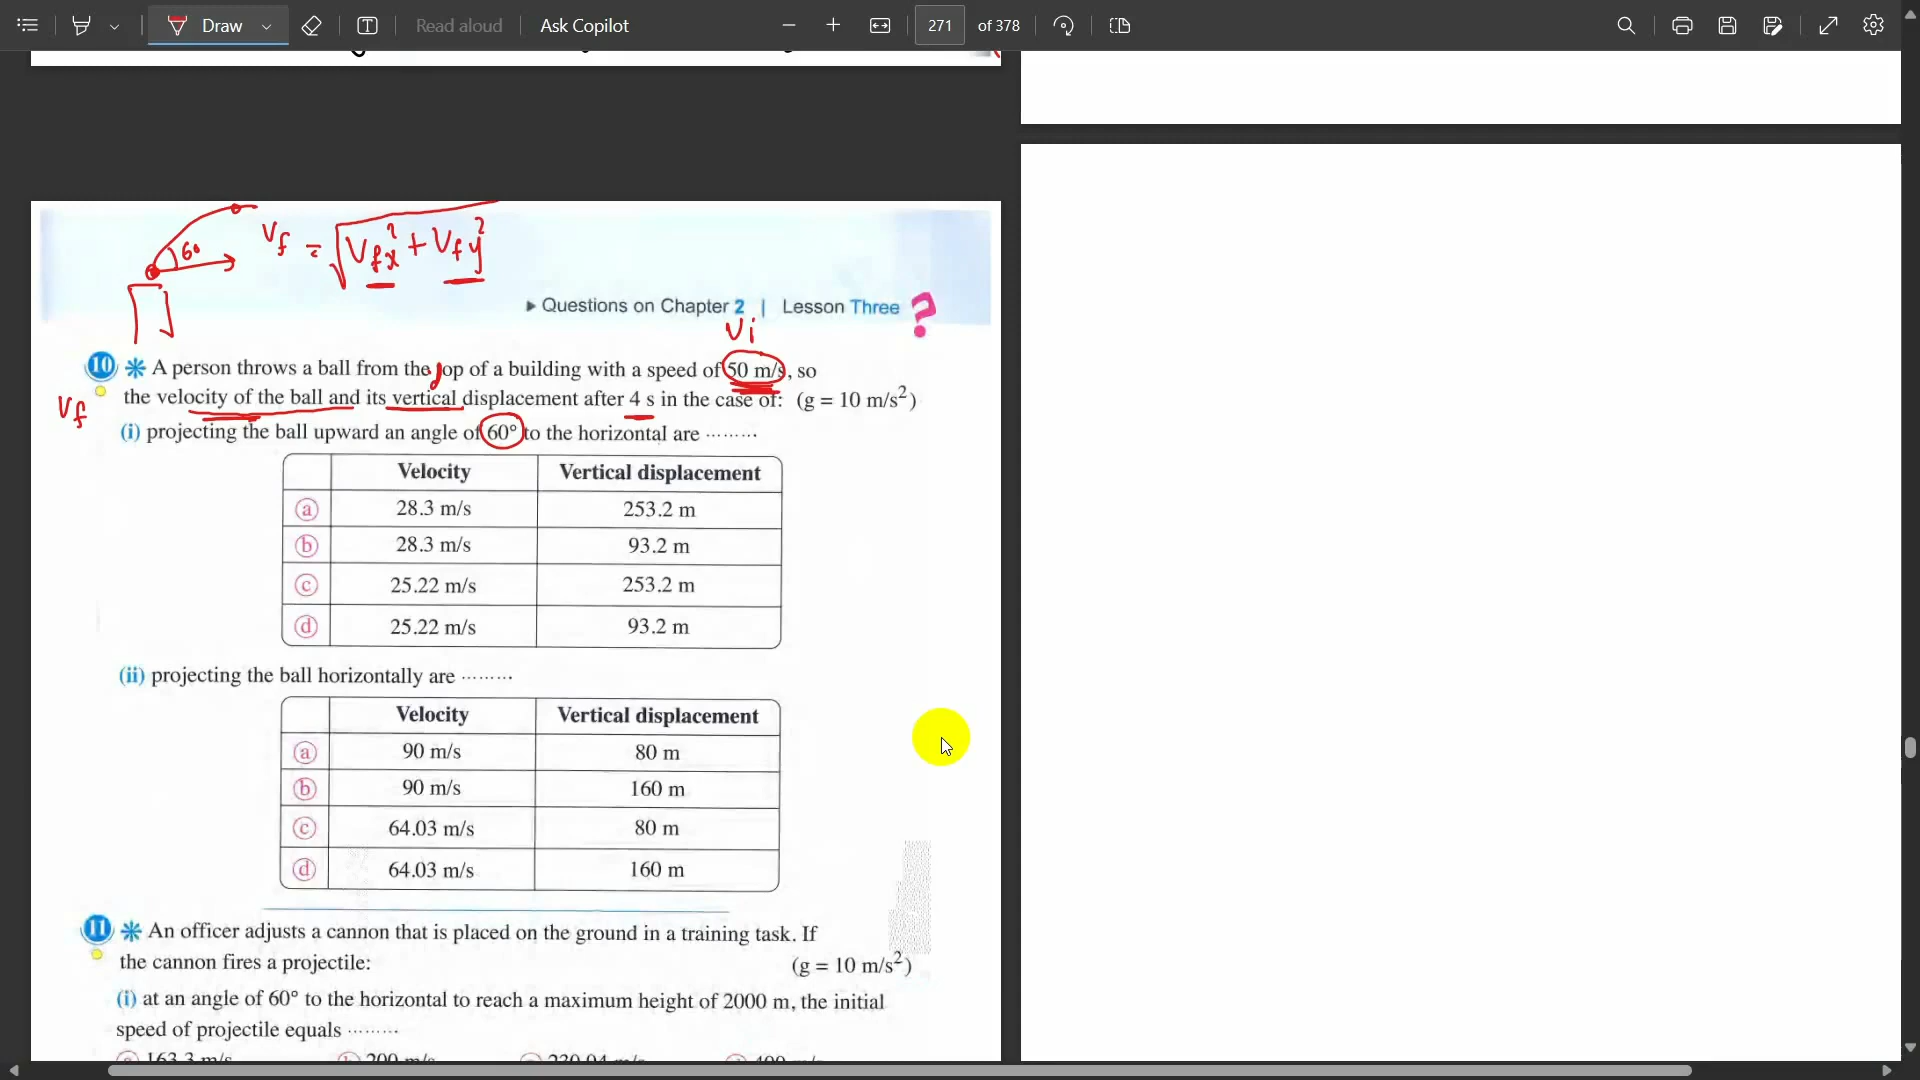 Draw
Read aloud
Ask Copilot
271
of 378
60
Vf = √Vfx² + Vfy²
▶ Questions on Chapter 2 | Lesson Three ?
Vi
10 * A person throws a ball from the top of a building with a speed of 50 m/s, so
the velocity of the ball and its vertical displacement after 4 s in the case of: (g = 10 m/s²)
Vf
(i) projecting the ball upward an angle of 60° to the horizontal are ........
Velocity Vertical displacement
a 28.3 m/s 253.2 m
b 28.3 m/s 93.2 m
c 25.22 m/s 253.2 m
d 25.22 m/s 93.2 m
(ii) projecting the ball horizontally are ........
Velocity Vertical displacement
a 90 m/s 80 m
b 90 m/s 160 m
c 64.03 m/s 80 m
d 64.03 m/s 160 m
11 * An officer adjusts a cannon that is placed on the ground in a training task. If
the cannon fires a projectile: (g = 10 m/s²)
(i) at an angle of 60° to the horizontal to reach a maximum height of 2000 m, the initial
speed of projectile equals ........
163.3 m/s 200 m/s 230.94 m/s 400 m/s